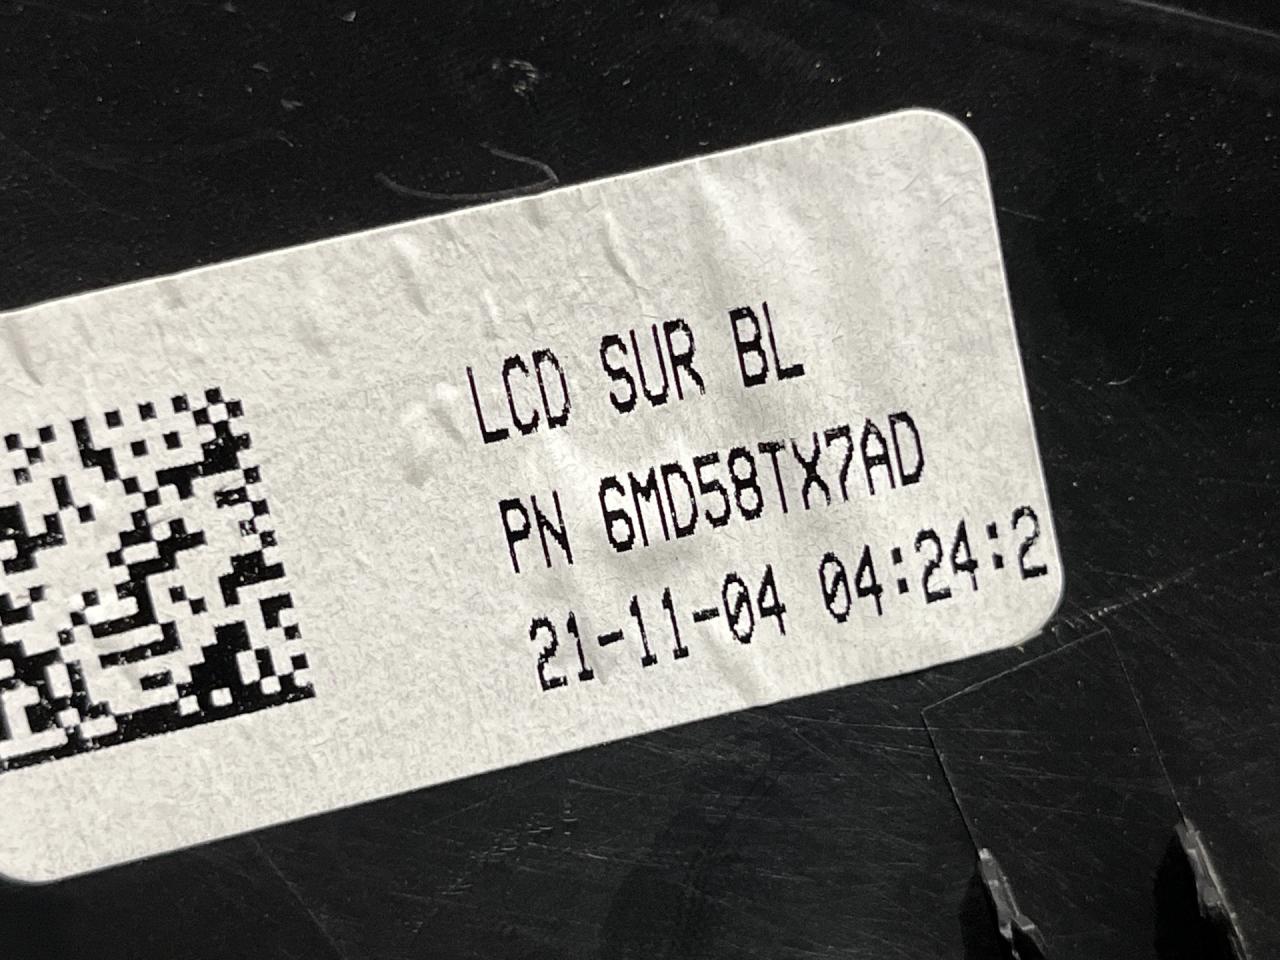 LCD SUR BL
PN 6MD58TX7AD
21-11-04 04:24:2